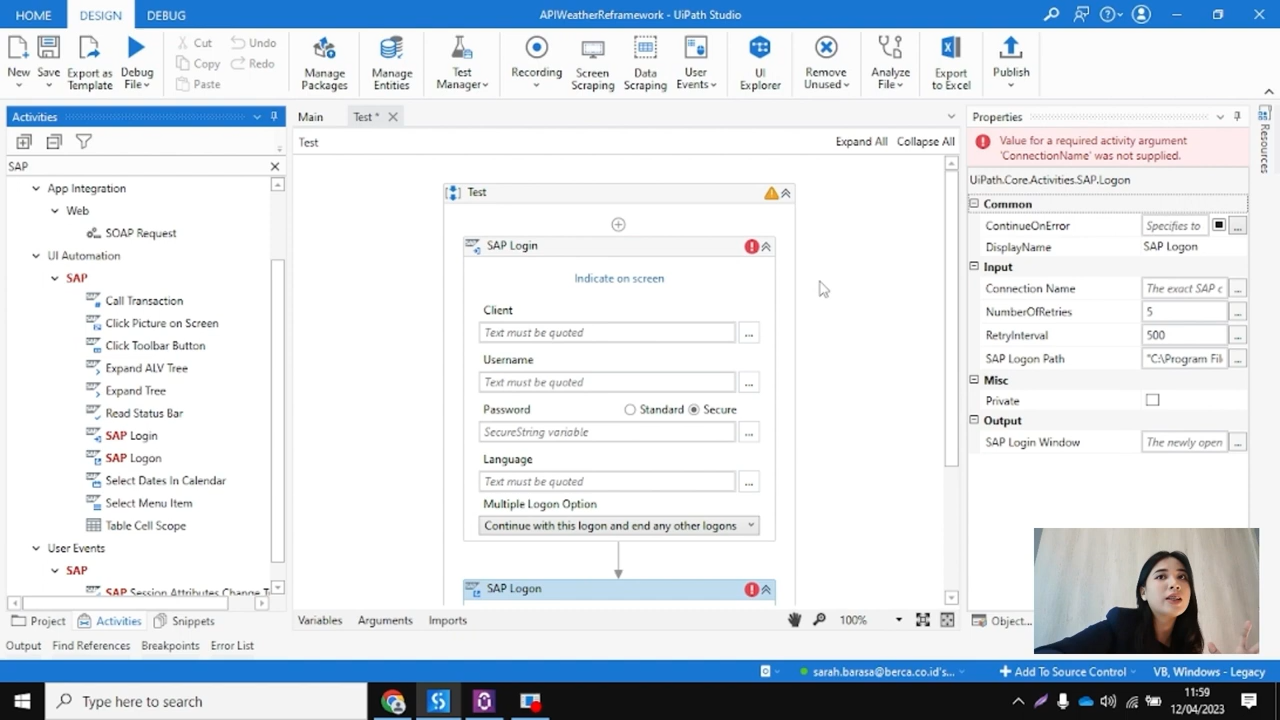 HOME
DESIGN
DEBUG
APIWeatherReframework - UiPath Studio
New
Save
Export as Template
Debug File
Cut
Copy
Paste
Undo
Redo
Manage Packages
Manage Entities
Test Manager
Recording
Screen Scraping
Data Scraping
User Events
UI Explorer
Remove Unused
Analyze File
Export to Excel
Publish
Activities
SAP
App Integration
Web
SOAP Request
UI Automation
SAP
Call Transaction
Click Picture on Screen
Click Toolbar Button
Expand ALV Tree
Expand Tree
Read Status Bar
SAP Login
SAP Logon
Select Dates In Calendar
Select Menu Item
Table Cell Scope
User Events
SAP
SAP Session Attributes Change T
Project
Activities
Snippets
Main
Test *
Test
Expand All
Collapse All
Test
SAP Login
Indicate on screen
Client
Text must be quoted
...
Username
Text must be quoted
...
Password
Standard
Secure
SecureString variable
...
Language
Text must be quoted
...
Multiple Logon Option
Continue with this logon and end any other logons
SAP Logon
Variables
Arguments
Imports
100%
Properties
Value for a required activity argument
'ConnectionName' was not supplied.
UiPath.Core.Activities.SAP.Logon
Common
ContinueOnError
Specifies to
...
DisplayName
SAP Logon
Input
Connection Name
The exact SAP c
...
NumberOfRetries
5
...
RetryInterval
500
...
SAP Logon Path
"C:\Program Fil
...
Misc
Private
Output
SAP Login Window
The newly open
...
Object...
Resources
Output
Find References
Breakpoints
Error List
sarah.barasa@berca.co.id's...
Add To Source Control
VB, Windows - Legacy
Type here to search
11:59
12/04/2023